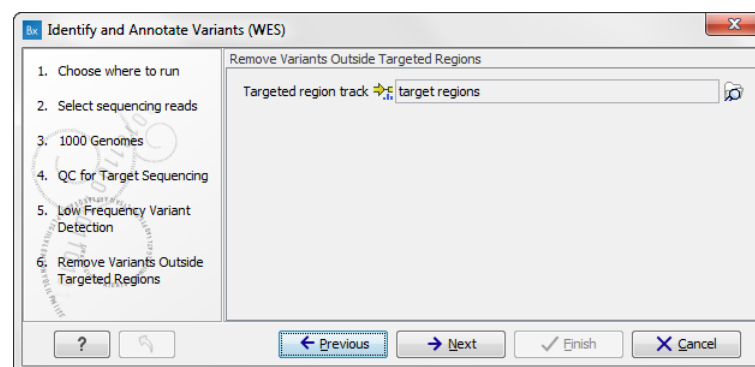 Bx Identify and Annotate Variants (WES)
1. Choose where to run
2. Select sequencing reads
3. 1000 Genomes
4. QC for Target Sequencing
5. Low Frequency Variant
Detection
6. Remove Variants Outside
Targeted Regions
Remove Variants Outside Targeted Regions
Targeted region track target regions
? Previous Next Finish Cancel